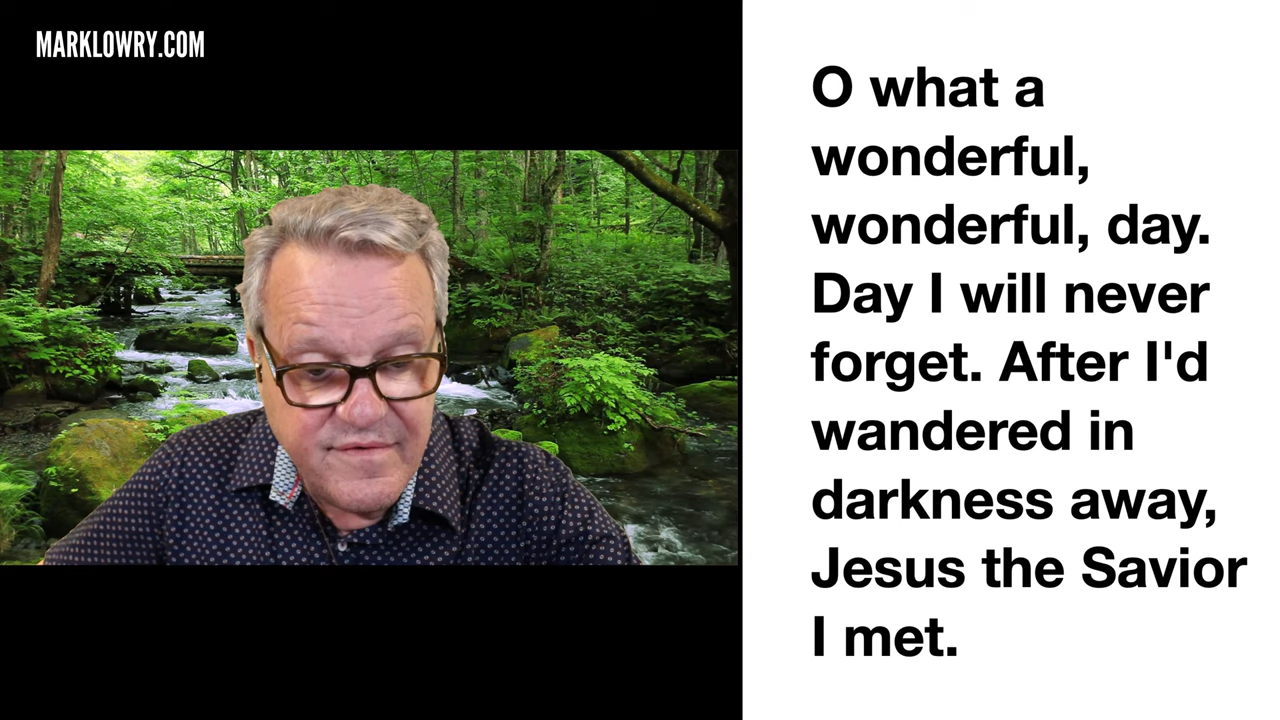 MARKLOWRY.COM
O what a
wonderful,
wonderful, day.
Day I will never
forget. After I'd
wandered in
darkness away,
Jesus the Savior
I met.